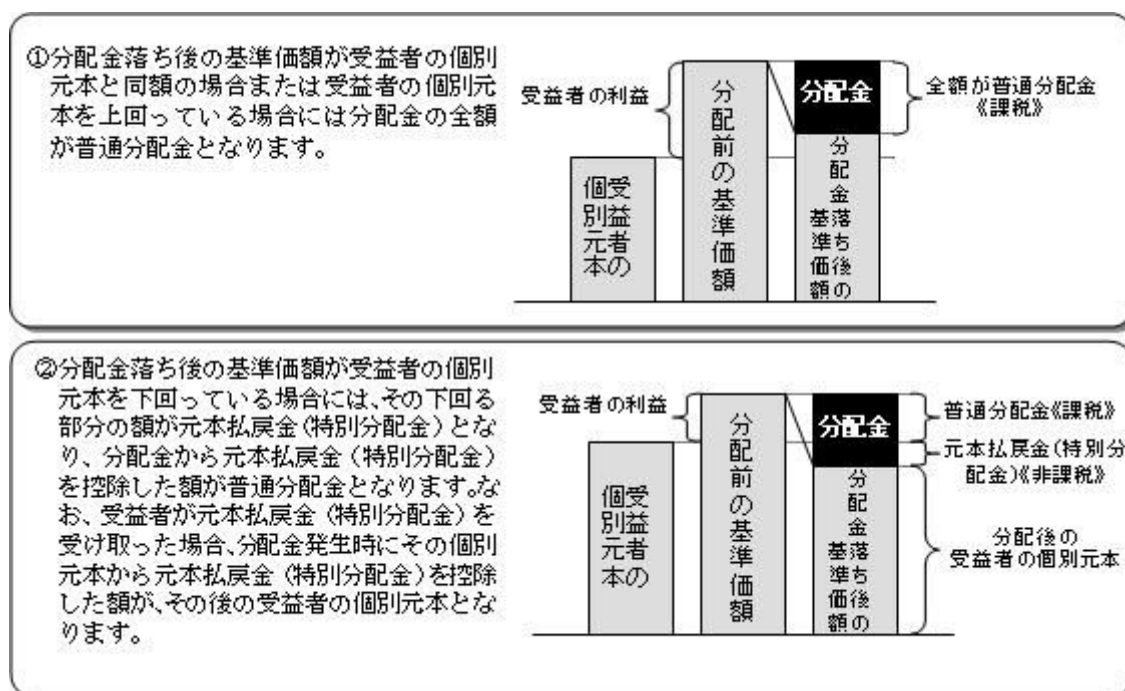 ①分配金落ち後の基準価額が受益者の個別
元本と同額の場合または受益者の個別元
本を上回っている場合には分配金の全額
が普通分配金となります。
受益者の利益
受益者の
個別元本
分配前の基準価額
分配金
分配金落ち後の
基準価額
全額が普通分配金
《課税》
②分配金落ち後の基準価額が受益者の個別
元本を下回っている場合には、その下回る
部分の額が元本払戻金(特別分配金)とな
り、分配金から元本払戻金(特別分配金)
を控除した額が普通分配金となります。な
お、受益者が元本払戻金(特別分配金)を
受け取った場合、分配金発生時にその個別
元本から元本払戻金(特別分配金)を控除
した額が、その後の受益者の個別元本とな
ります。
受益者の利益
受益者の
個別元本
分配前の基準価額
分配金
分配金落ち後の
基準価額
普通分配金《課税》
元本払戻金(特別分
配金)《非課税》
分配後の
受益者の個別元本